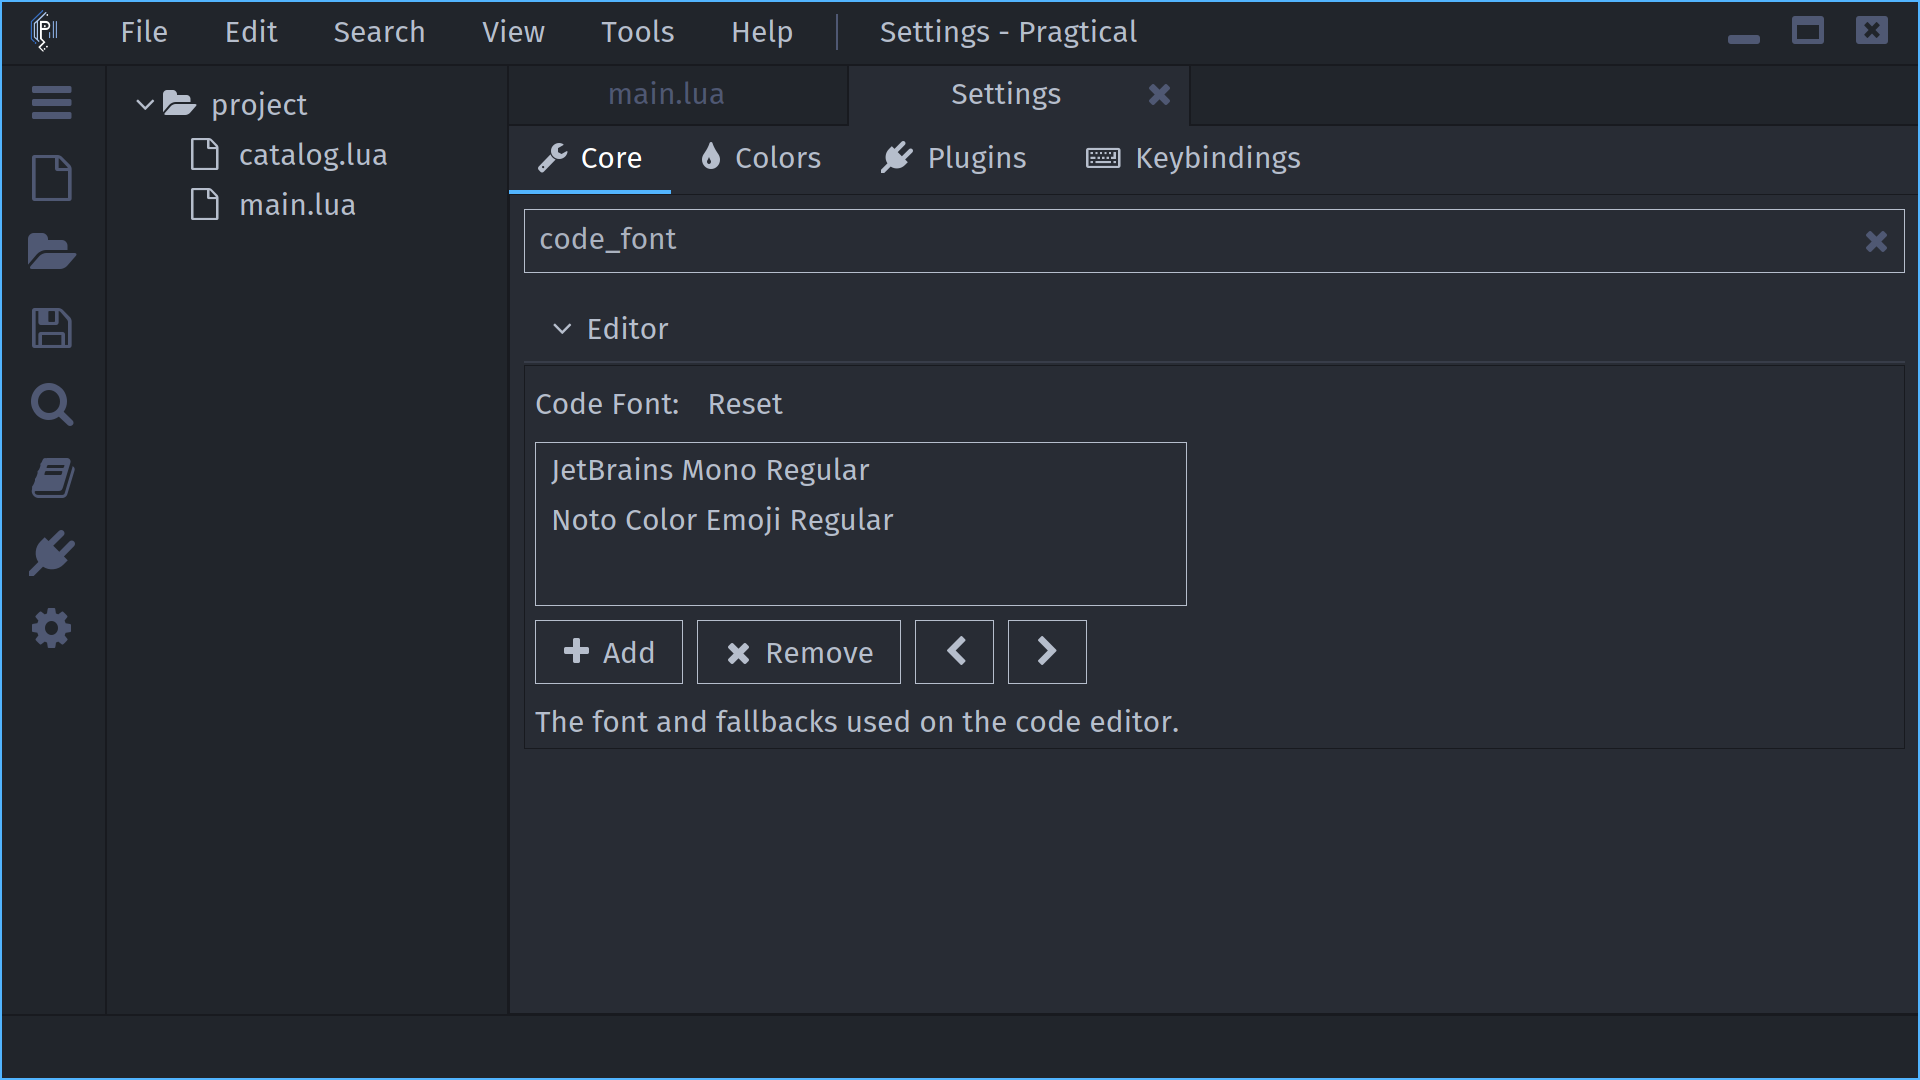 File Edit Search View Tools Help Settings - Pragtical
project
catalog.lua
main.lua
main.lua Settings
Core Colors Plugins Keybindings
code_font
Editor
Code Font: Reset
JetBrains Mono Regular
Noto Color Emoji Regular
Add Remove
The font and fallbacks used on the code editor.